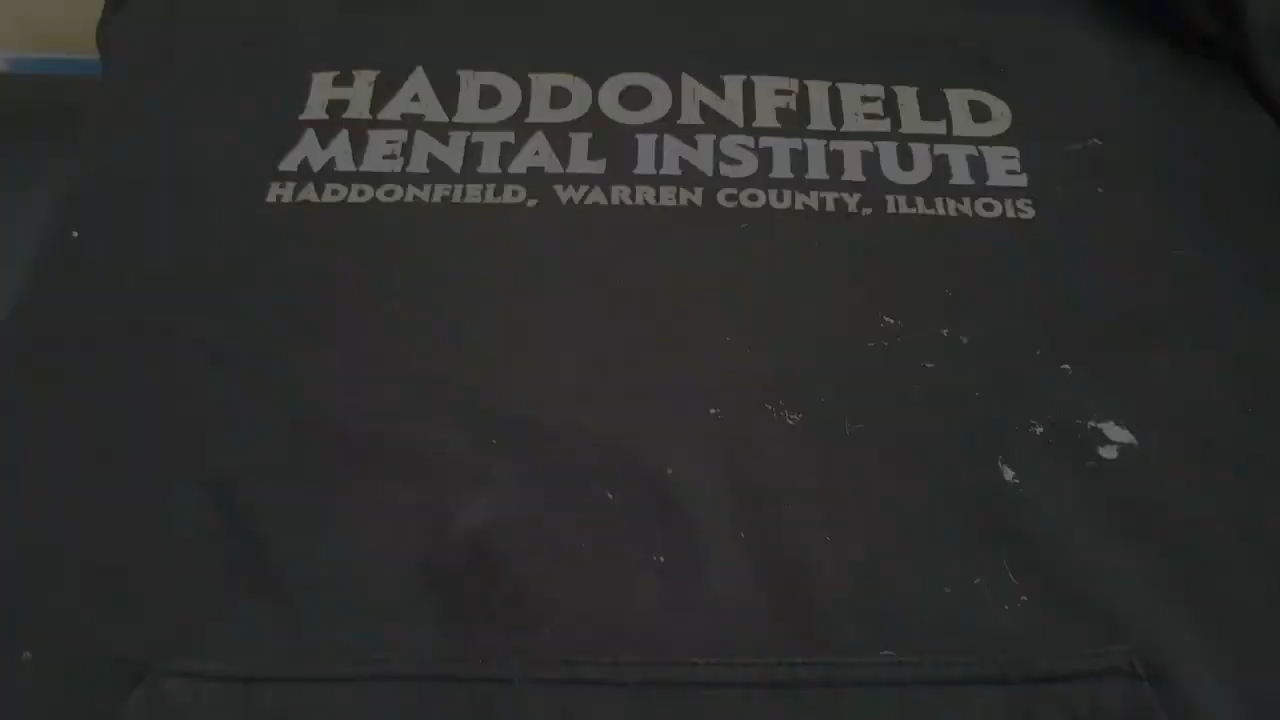 HADDONFIELD
MENTAL INSTITUTE
HADDONFIELD, WARREN COUNTY, ILLINOIS